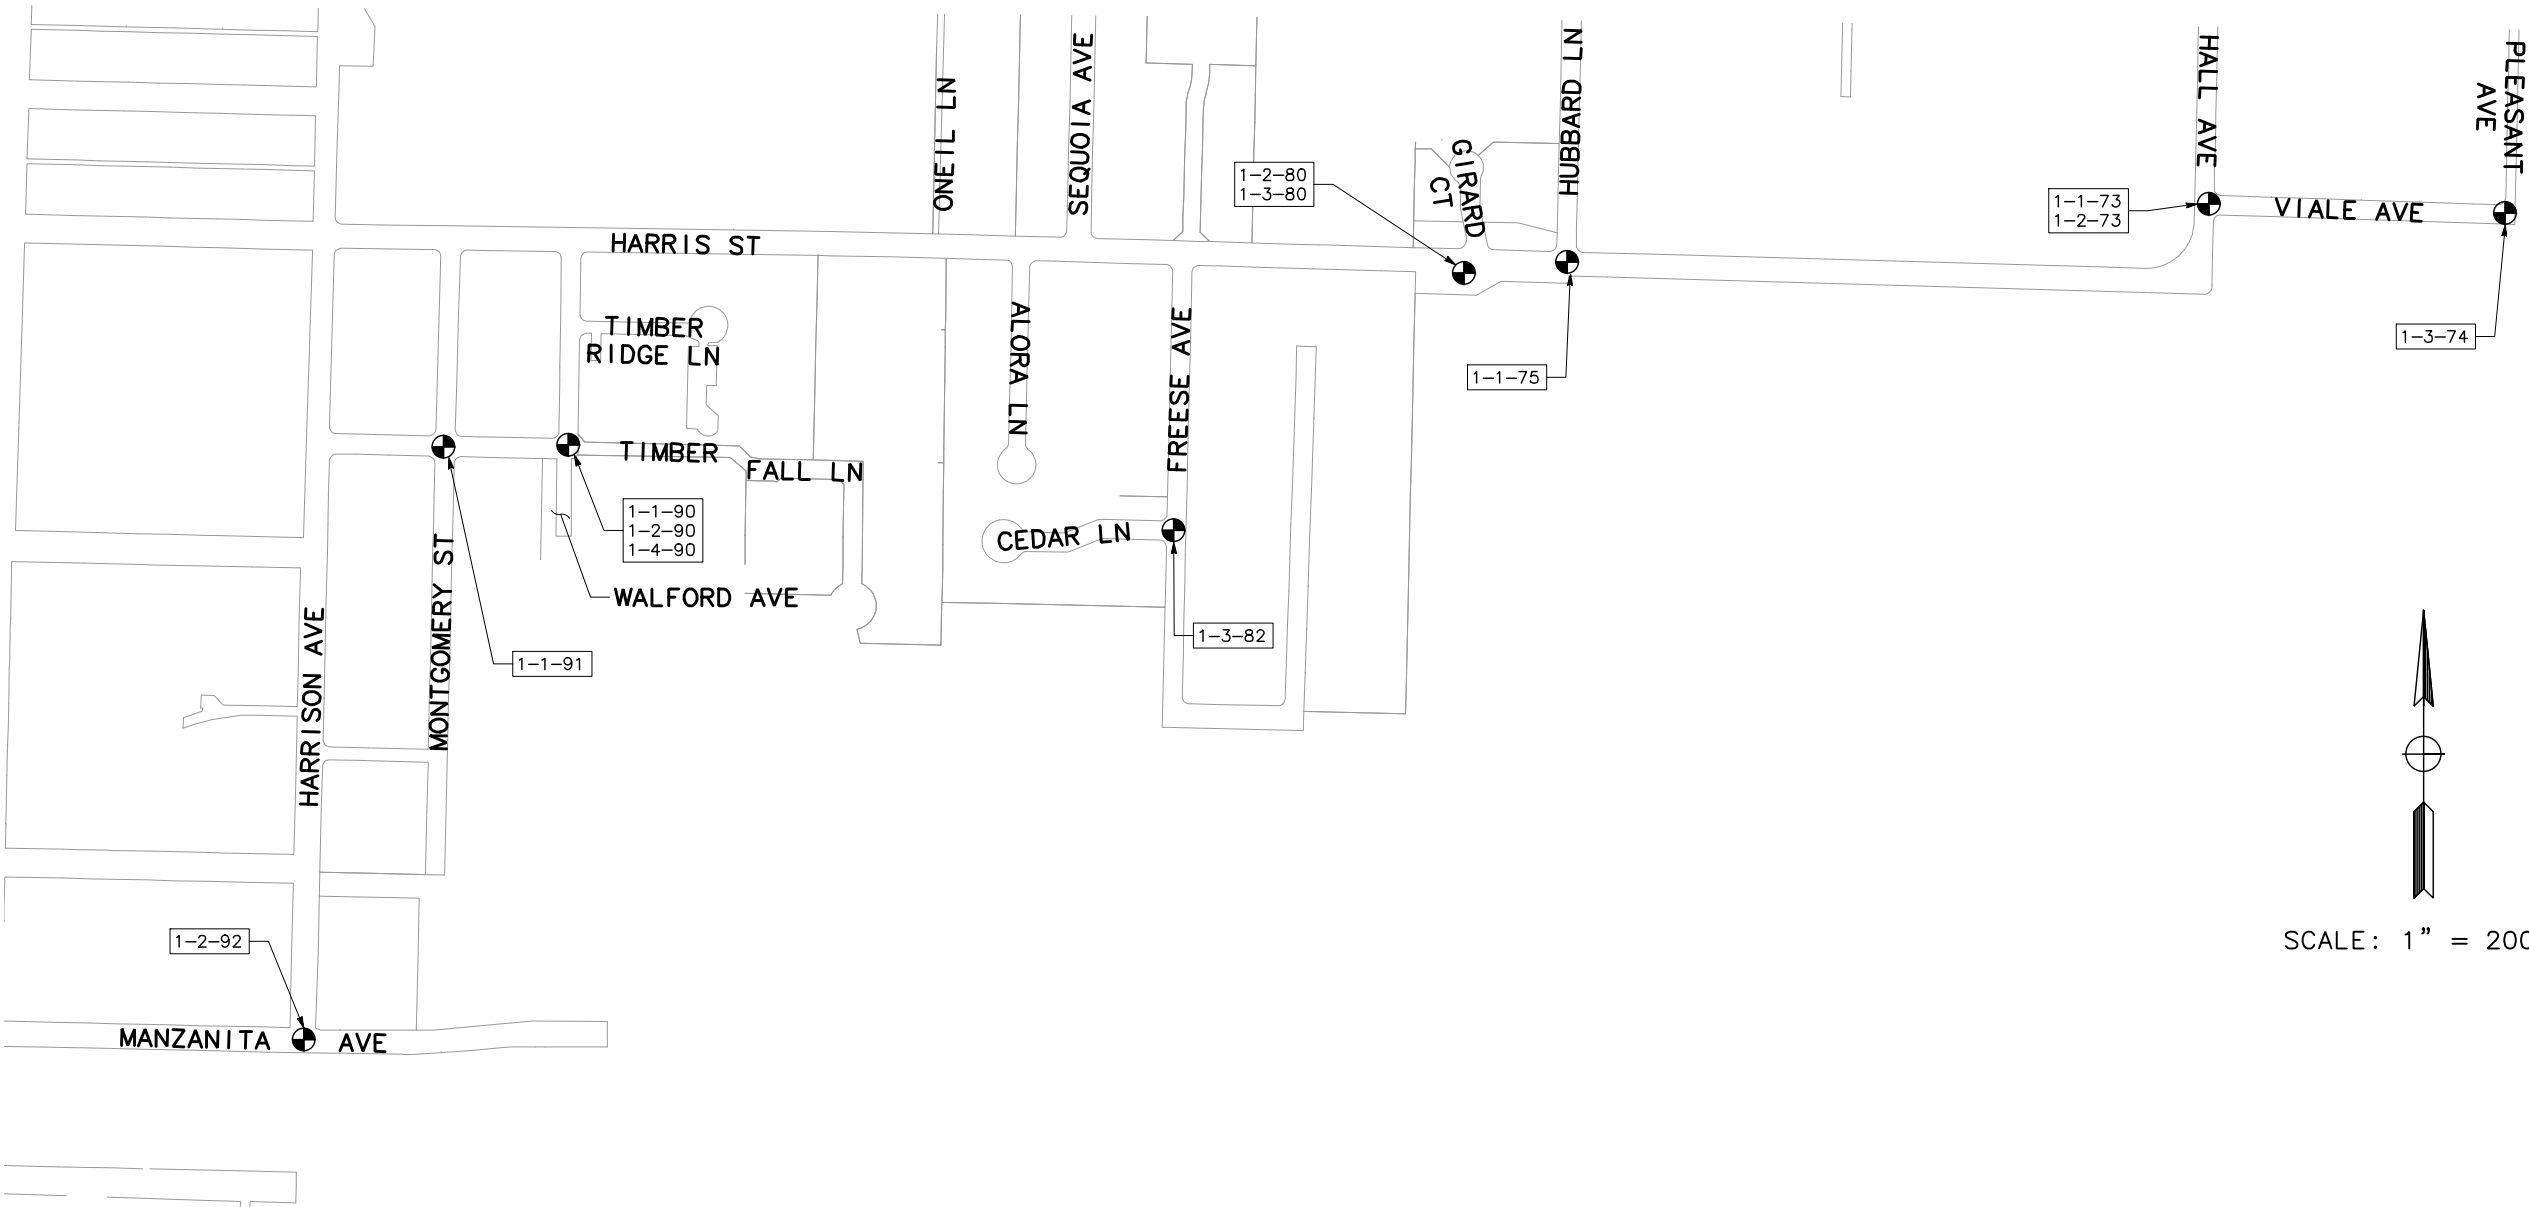 ONEIL LN
SEQUOIA AVE
HUBBARD LN
HALL AVE
PLEASANT
AVE
GIRARD
CT
1-2-80
1-3-80
1-1-73
1-2-73
VIALE AVE
HARRIS ST
TIMBER
RIDGE LN
ALORA LN
FREESE AVE
1-1-75
1-3-74
TIMBER
FALL LN
1-1-90
1-2-90
1-4-90
CEDAR LN
WALFORD AVE
1-3-82
1-1-91
HARRISON AVE
MONTGOMERY ST
1-2-92
SCALE: 1" = 200
MANZANITA AVE